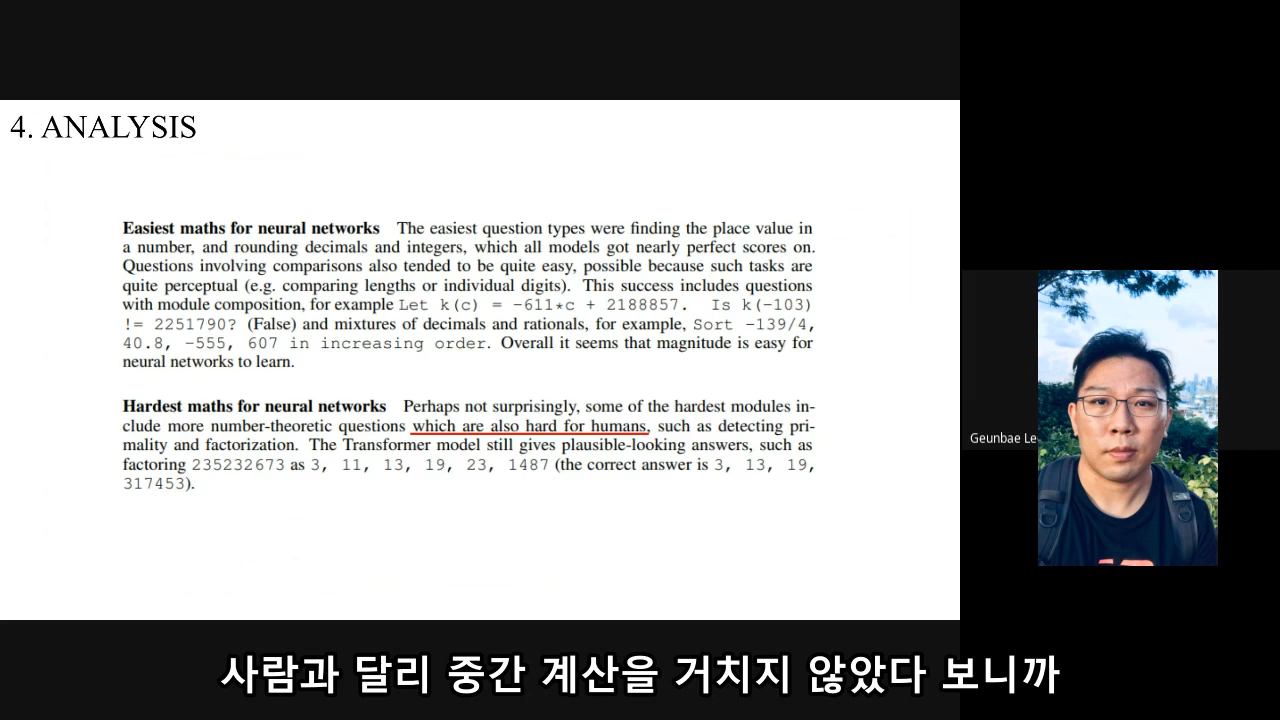 4. ANALYSIS
Easiest maths for neural networks The easiest question types were finding the place value in
a number, and rounding decimals and integers, which all models got nearly perfect scores on.
Questions involving comparisons also tended to be quite easy, possible because such tasks are
quite perceptual (e.g. comparing lengths or individual digits). This success includes questions
with module composition, for example Let k(c) = -611*c + 2188857. Is k(-103)
!= 2251790? (False) and mixtures of decimals and rationals, for example, Sort -139/4,
40.8, -555, 607 in increasing order. Overall it seems that magnitude is easy for
neural networks to learn.
Hardest maths for neural networks Perhaps not surprisingly, some of the hardest modules in-
clude more number-theoretic questions which are also hard for humans, such as detecting pri-
mality and factorization. The Transformer model still gives plausible-looking answers, such as
factoring 235232673 as 3, 11, 13, 19, 23, 1487 (the correct answer is 3, 13, 19,
317453).
Geunbae Le
사람과 달리 중간 계산을 거치지 않았다 보니까